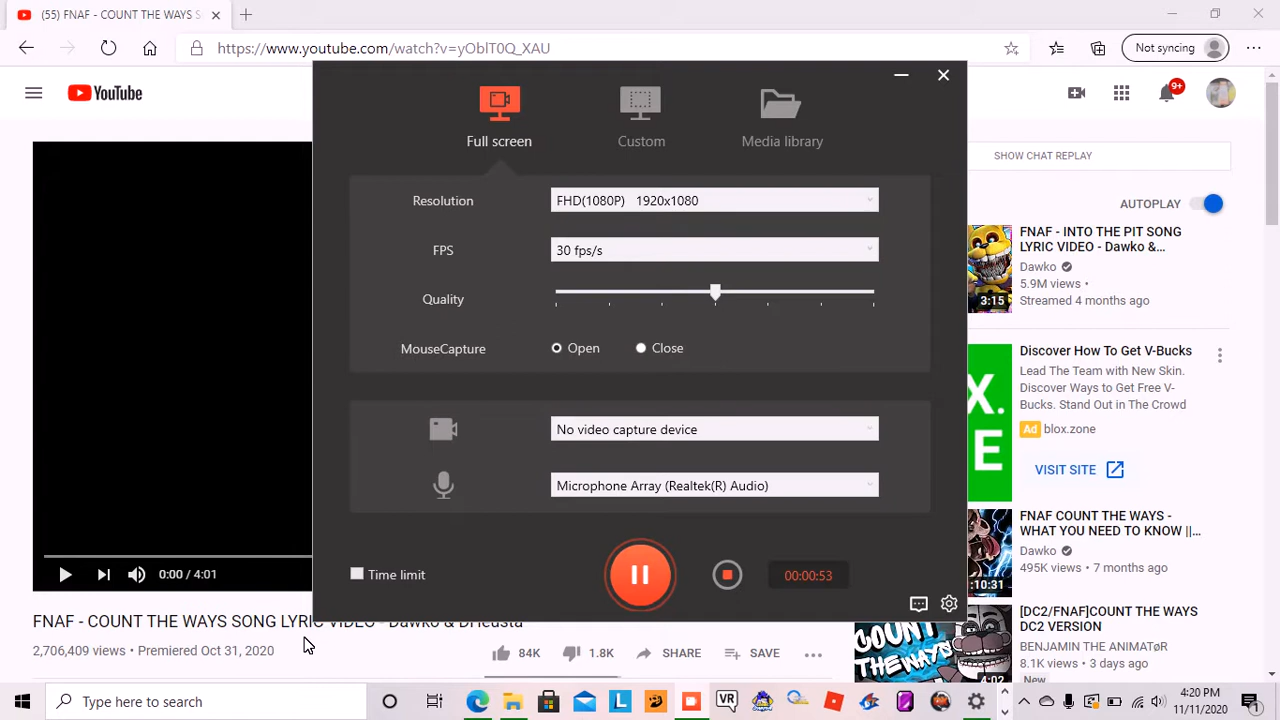 (55) FNAF - COUNT THE WAYS S
https://www.youtube.com/watch?v=yOblT0Q_XAU
Not syncing
YouTube
9+
Full screen
Custom
Media library
Resolution
FHD(1080P) 1920x1080
FPS
30 fps/s
Quality
MouseCapture
Open
Close
No video capture device
Microphone Array (Realtek(R) Audio)
Time limit
00:00:53
SHOW CHAT REPLAY
AUTOPLAY
FNAF - INTO THE PIT SONG
LYRIC VIDEO - Dawko &...
Dawko
5.9M views •
Streamed 4 months ago
3:15
Discover How To Get V-Bucks
Lead The Team with New Skin.
Discover Ways to Get Free V-
Bucks. Stand Out in The Crowd
Ad blox.zone
VISIT SITE
X.
E
FNAF COUNT THE WAYS -
WHAT YOU NEED TO KNOW ||...
Dawko
495K views • 7 months ago
10:31
[DC2/FNAF]COUNT THE WAYS
DC2 VERSION
BENJAMIN THE ANIMATøR
8.1K views • 3 days ago
New
COUNT
THE WAYS
4:02
0:00 / 4:01
FNAF - COUNT THE WAYS SONG LYRIC VIDEO - Dawko & DHeusta
2,706,409 views • Premiered Oct 31, 2020
84K
1.8K
SHARE
SAVE
Type here to search
L
VR
4:20 PM
11/11/2020
1